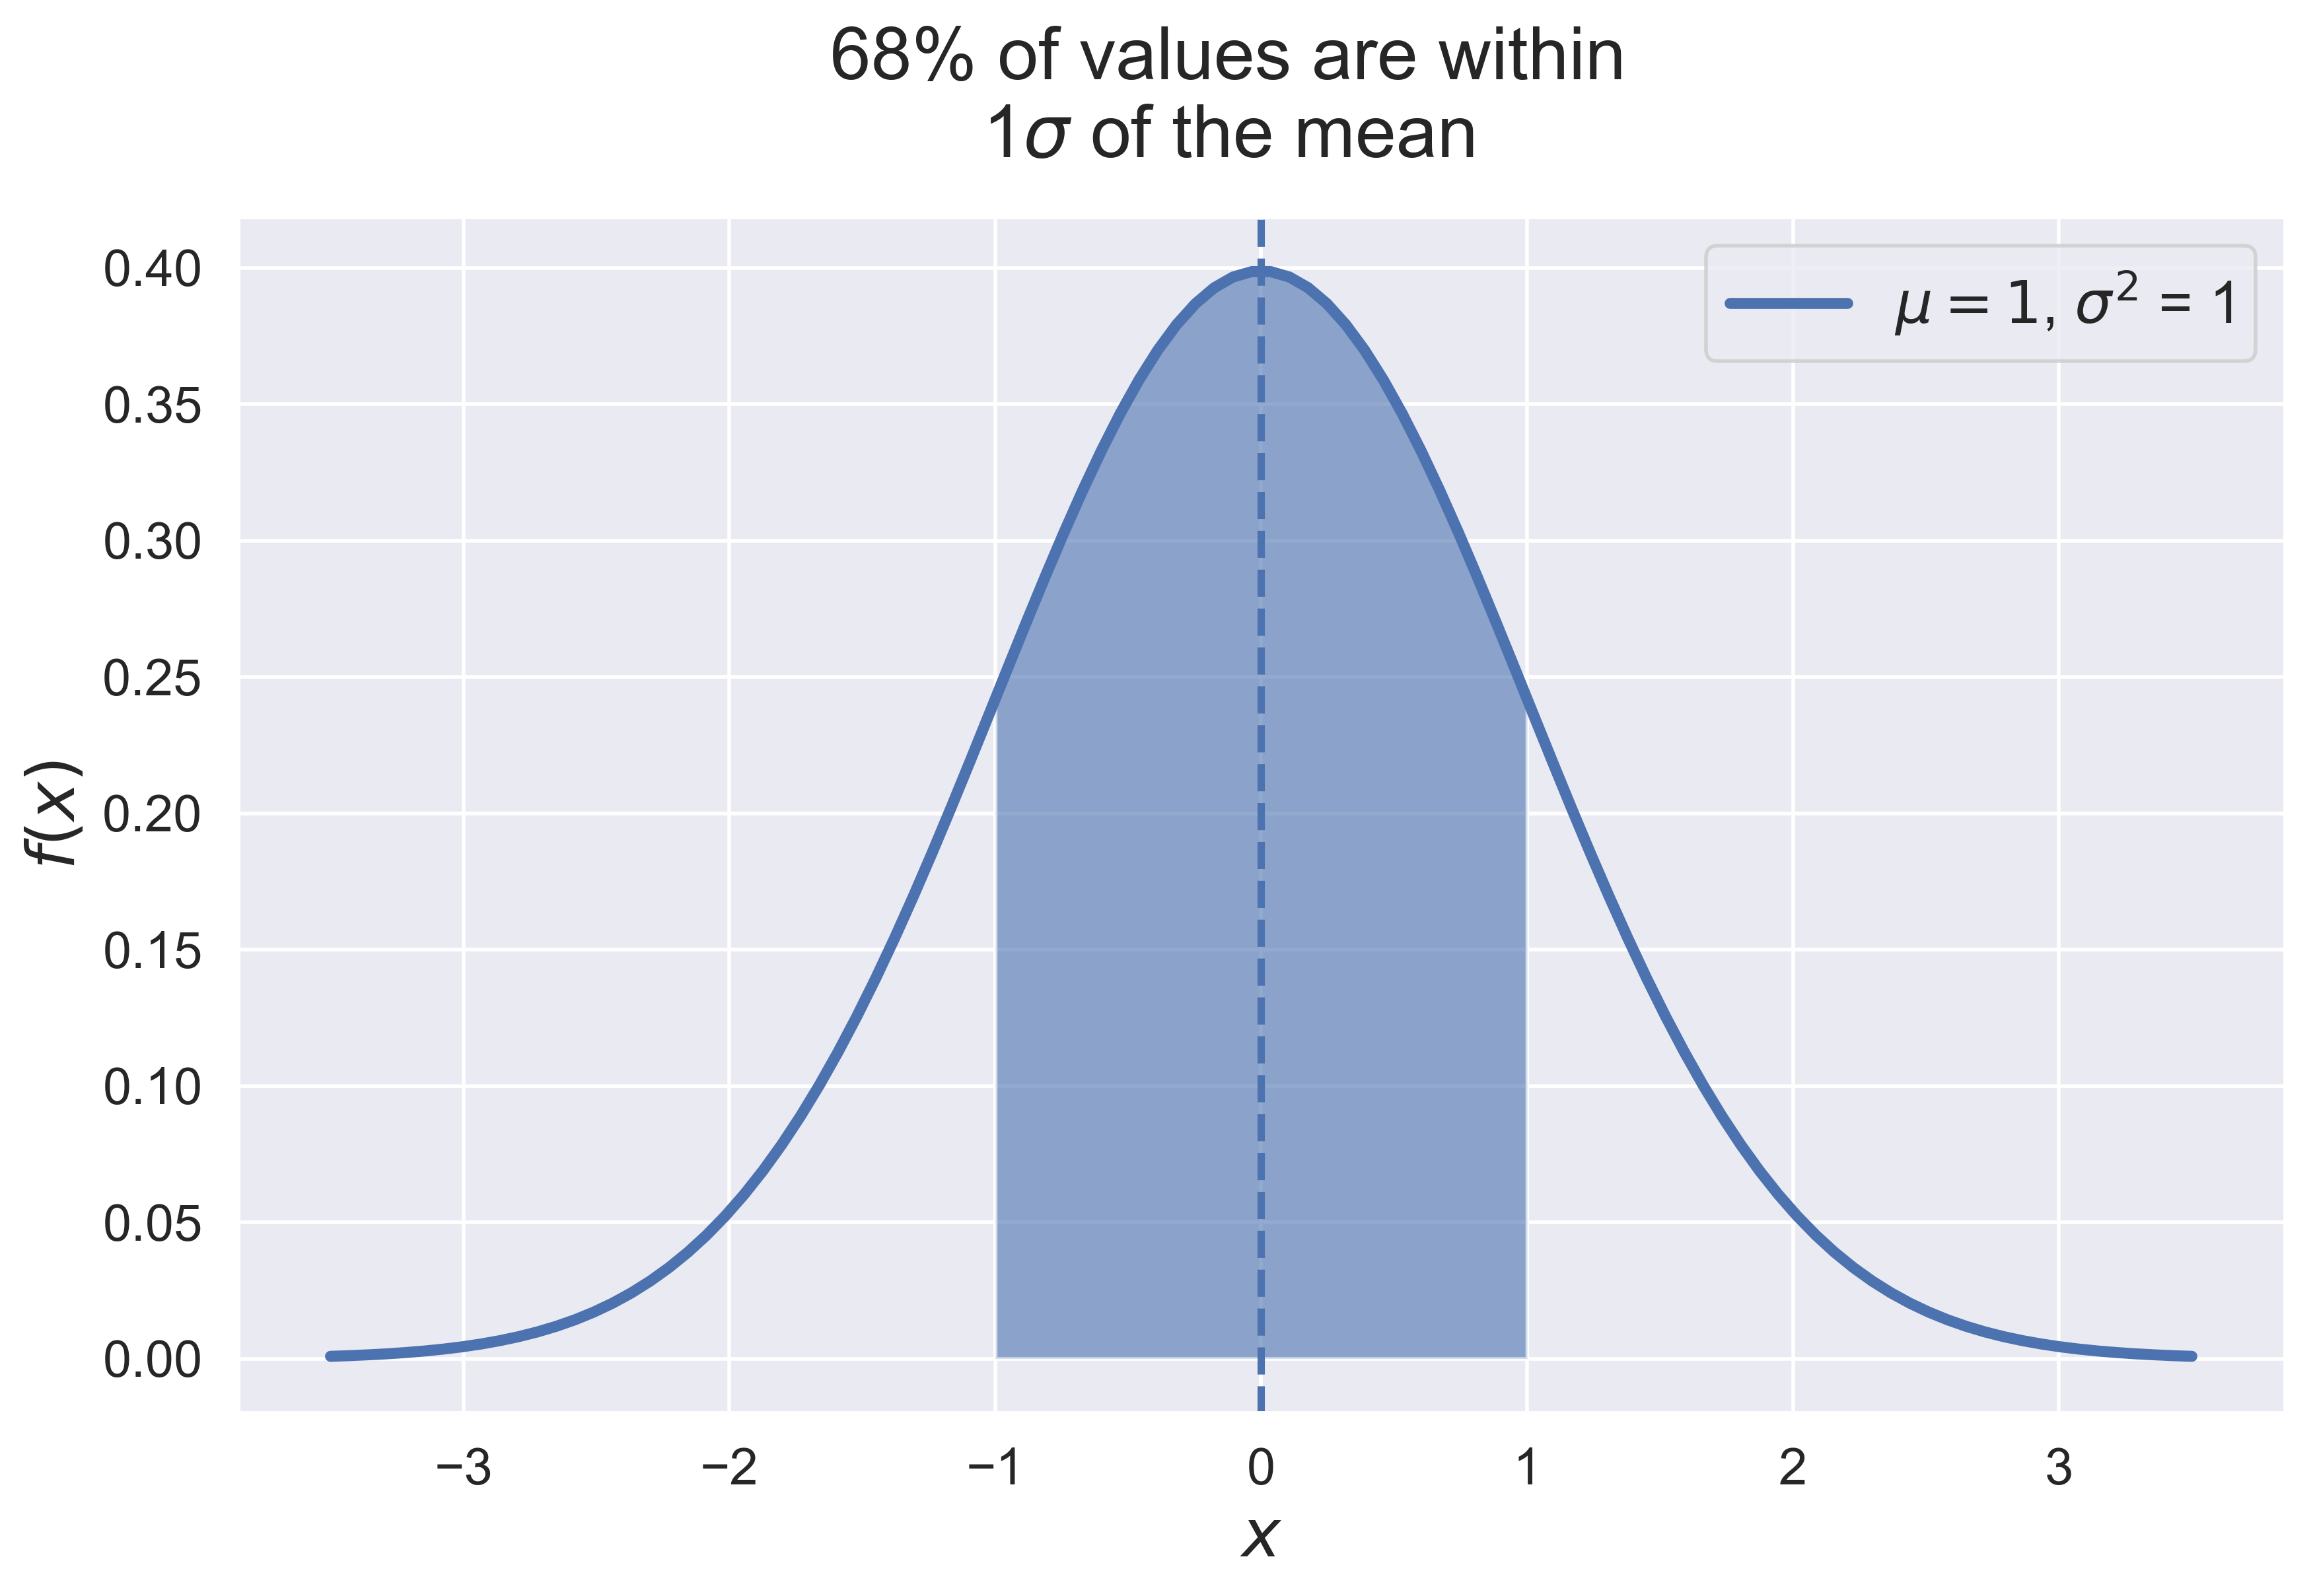 68% of values are within
1σ of the mean
μ = 1, σ² = 1
0.40
0.35
0.30
0.25
0.20
0.15
0.10
0.05
0.00
f(x)
−3 −2 −1 0 1 2 3
x